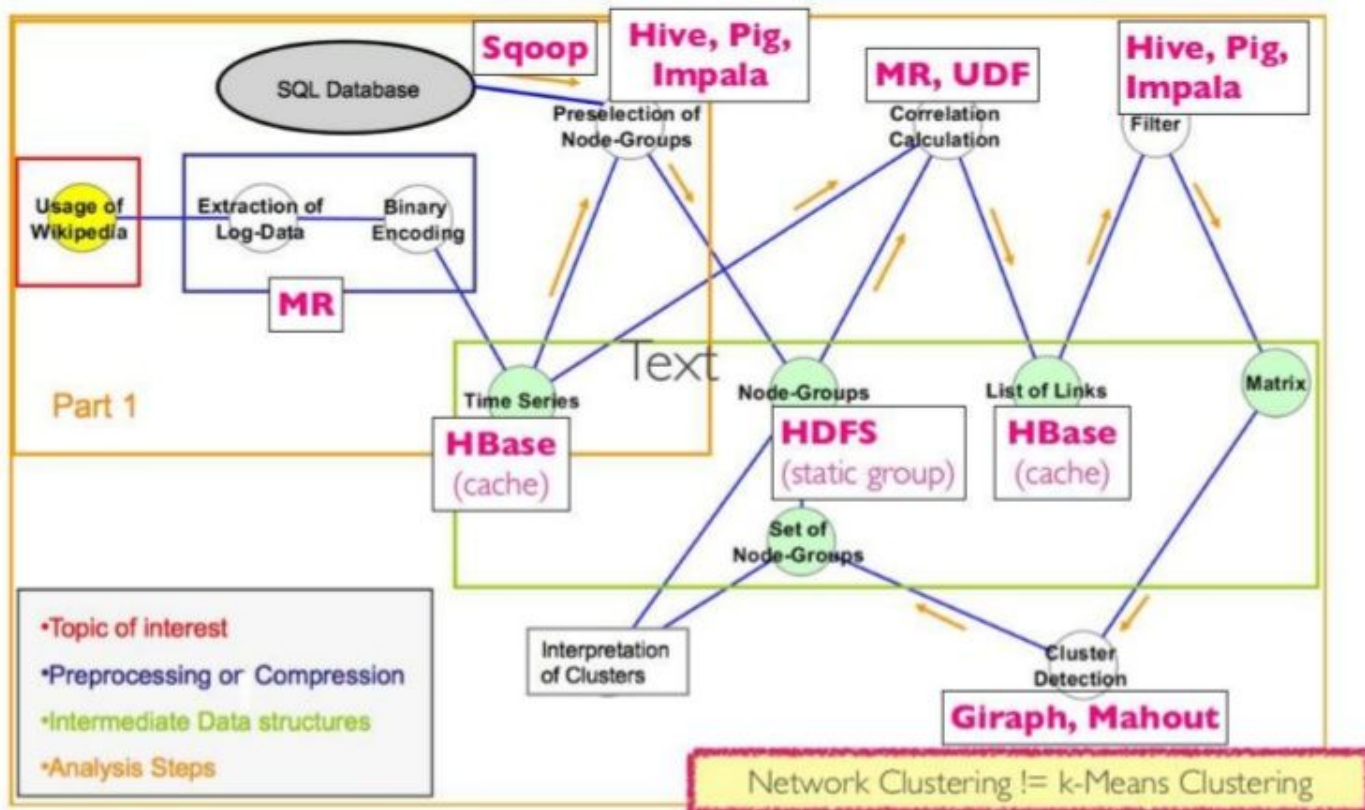 Sqoop
Hive, Pig,
Impala
MR, UDF
Hive, Pig,
Impala
SQL Database
Preselection of
Node-Groups
Correlation
Calculation
Filter
Usage of
Wikipedia
Extraction of
Log-Data
Binary
Encoding
MR
Text
Part 1
Time Series
HBase
(cache)
Node-Groups
HDFS
(static group)
List of Links
HBase
(cache)
Matrix
Set of
Node-Groups
•Topic of interest
•Preprocessing or Compression
•Intermediate Data structures
•Analysis Steps
Interpretation
of Clusters
Cluster
Detection
Giraph, Mahout
Network Clustering != k-Means Clustering